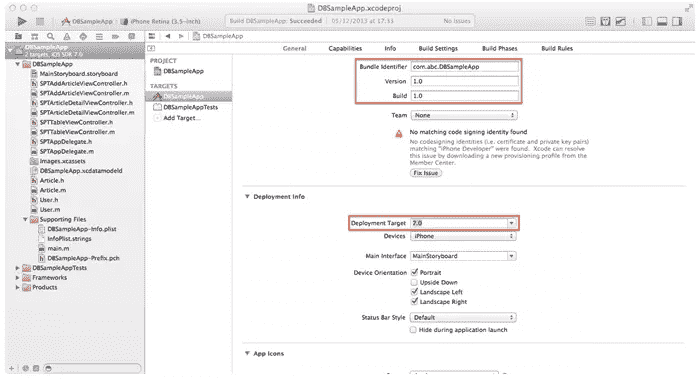 DBSampleApp.xcodeproj
DBSampleApp iPhone Retina (3.5-inch)
Build DBSampleApp: Succeeded 05/12/2013 at 5:21
No Issues
DBSampleApp
2 targets, iOS SDK 7.0
DBSampleApp
MainStoryboard.storyboard
SPTAddArticleViewController.h
SPTAddArticleViewController.m
SPTArticleDetailViewController.h
SPTArticleDetailViewController.m
SPTTableViewController.h
SPTTableViewController.m
SPTAppDelegate.h
SPTAppDelegate.m
Images.xcassets
DBSampleApp.xcdatamodeld
Article.h
Article.m
User.h
User.m
Supporting Files
DBSampleApp-Info.plist
InfoPlist.strings
main.m
DBSampleApp-Prefix.pch
DBSampleAppTests
Frameworks
Products
DBSampleApp
General Capabilities Info Build Settings Build Phases Build Rules
PROJECT
DBSampleApp
TARGETS
DBSampleApp
DBSampleAppTests
Add Target...
Bundle Identifier com.abc.DBSampleApp
Version 1.0
Build 1.0
Team None
No matching code signing identity found
No codesigning identities (i.e. certificate and private key pairs)
matching "iPhone Developer" were found. Xcode can resolve
this issue by downloading a new provisioning profile from the
Member Center.
Fix Issue
Deployment Info
Deployment Target 7.0
Devices iPhone
Main Interface MainStoryboard
Device Orientation Portrait
Upside Down
Landscape Left
Landscape Right
Status Bar Style Default
Hide during application launch
App Icons